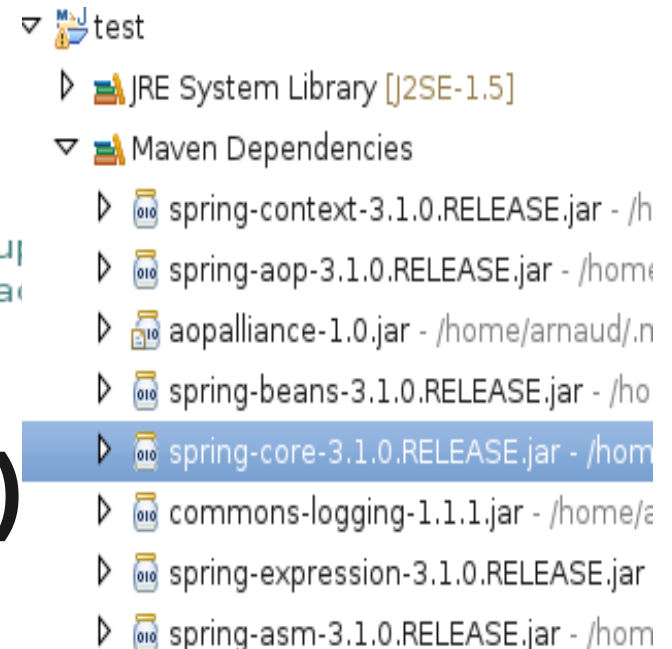 test
JRE System Library [J2SE-1.5]
Maven Dependencies
spring-context-3.1.0.RELEASE.jar - /h
spring-aop-3.1.0.RELEASE.jar - /home
aopalliance-1.0.jar - /home/arnaud/.m
spring-beans-3.1.0.RELEASE.jar - /ho
spring-core-3.1.0.RELEASE.jar - /hom
)
commons-logging-1.1.1.jar - /home/a
spring-expression-3.1.0.RELEASE.jar
spring-asm-3.1.0.RELEASE.jar - /hom